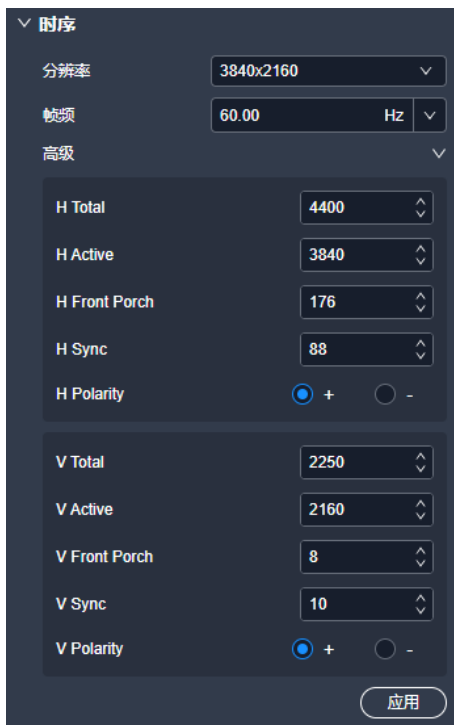 时序
分辨率 3840x2160
帧频 60.00 Hz
高级
H Total 4400
H Active 3840
H Front Porch 176
H Sync 88
H Polarity + -
V Total 2250
V Active 2160
V Front Porch 8
V Sync 10
V Polarity + -
应用